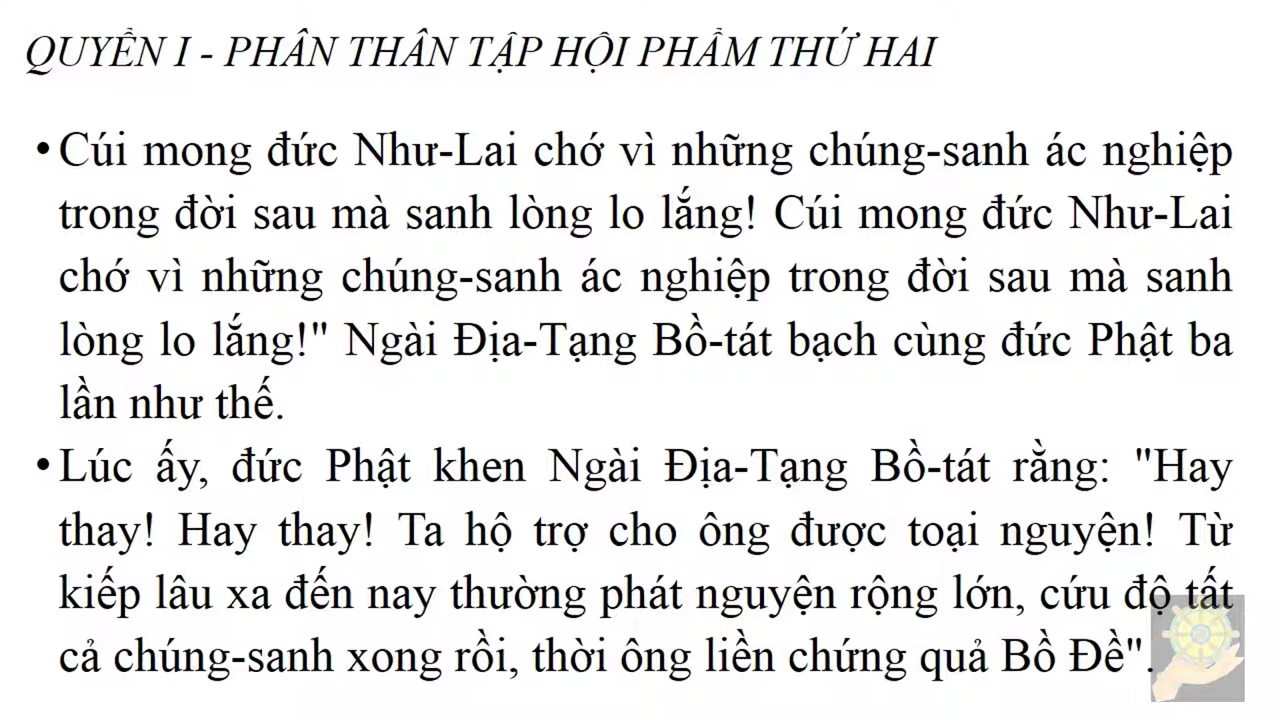 QUYỂN I - PHÂN THÂN TẬP HỘI PHẨM THỨ HAI
• Cúi mong đức Như-Lai chớ vì những chúng-sanh ác nghiệp
trong đời sau mà sanh lòng lo lắng! Cúi mong đức Như-Lai
chớ vì những chúng-sanh ác nghiệp trong đời sau mà sanh
lòng lo lắng!" Ngài Địa-Tạng Bồ-tát bạch cùng đức Phật ba
lần như thế.
• Lúc ấy, đức Phật khen Ngài Địa-Tạng Bồ-tát rằng: "Hay
thay! Hay thay! Ta hộ trợ cho ông được toại nguyện! Từ
kiếp lâu xa đến nay thường phát nguyện rộng lớn, cứu độ tất
cả chúng-sanh xong rồi, thời ông liền chứng quả Bồ Đề".